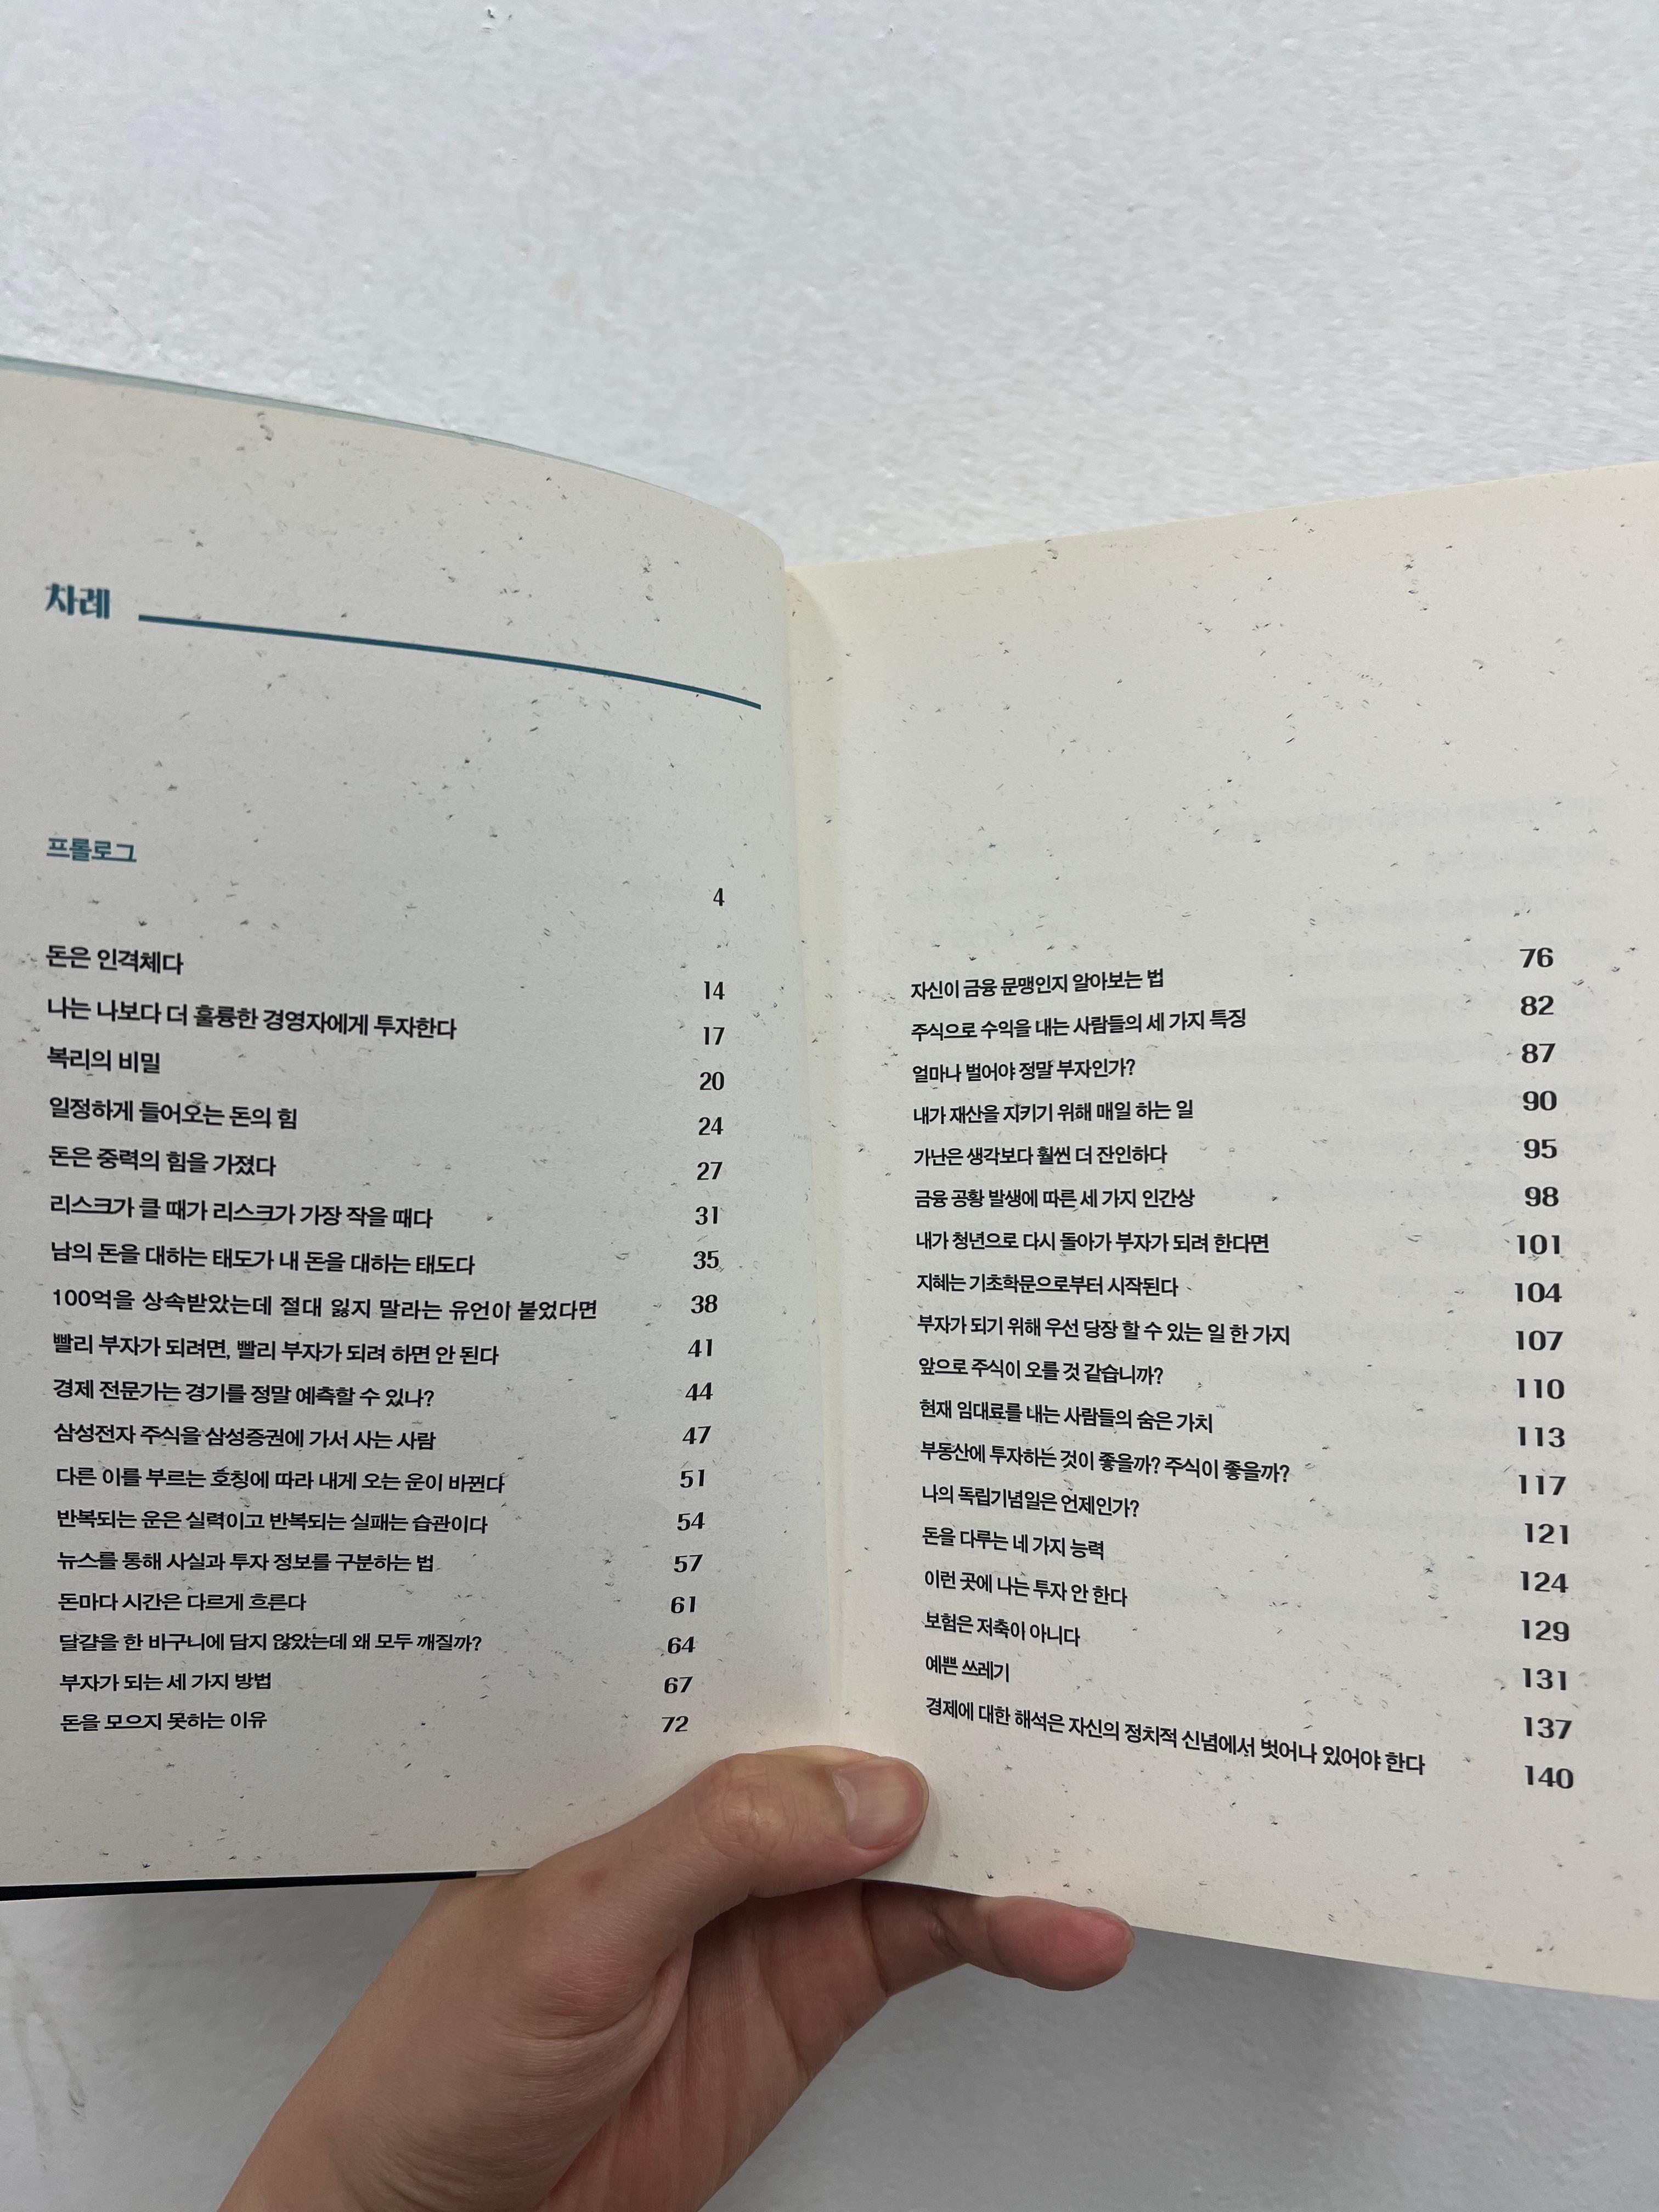 차례
프롤로그 4
돈은 인격체다 14
나는 나보다 더 훌륭한 경영자에게 투자한다 17
복리의 비밀 20
일정하게 들어오는 돈의 힘 24
돈은 중력의 힘을 가졌다 27
리스크가 클 때가 리스크가 가장 작을 때다 31
남의 돈을 대하는 태도가 내 돈을 대하는 태도다 35
100억을 상속받았는데 절대 잃지 말라는 유언이 붙었다면 38
빨리 부자가 되려면, 빨리 부자가 되려 하면 안 된다 41
경제 전문가는 경기를 정말 예측할 수 있나? 44
삼성전자 주식을 삼성증권에 가서 사는 사람 47
다른 이를 부르는 호칭에 따라 내게 오는 운이 바뀐다 51
반복되는 운은 실력이고 반복되는 실패는 습관이다 54
뉴스를 통해 사실과 투자 정보를 구분하는 법 57
돈마다 시간은 다르게 흐른다 61
달걀을 한 바구니에 담지 않았는데 왜 모두 깨질까? 64
부자가 되는 세 가지 방법 67
돈을 모으지 못하는 이유 72
자신이 금융 문맹인지 알아보는 법 76
주식으로 수익을 내는 사람들의 세 가지 특징 82
얼마나 벌어야 정말 부자인가? 87
내가 재산을 지키기 위해 매일 하는 일 90
가난은 생각보다 훨씬 더 잔인하다 95
금융 공황 발생에 따른 세 가지 인간상 98
내가 청년으로 다시 돌아가 부자가 되려 한다면 101
지혜는 기초학문으로부터 시작된다 104
부자가 되기 위해 우선 당장 할 수 있는 일 한 가지 107
앞으로 주식이 오를 것 같습니까? 110
현재 임대료를 내는 사람들의 숨은 가치 113
부동산에 투자하는 것이 좋을까? 주식이 좋을까? 117
나의 독립기념일은 언제인가? 121
돈을 다루는 네 가지 능력 124
이런 곳에 나는 투자 안 한다 129
보험은 저축이 아니다 131
예쁜 쓰레기 137
경제에 대한 해석은 자신의 정치적 신념에서 벗어나 있어야 한다 140